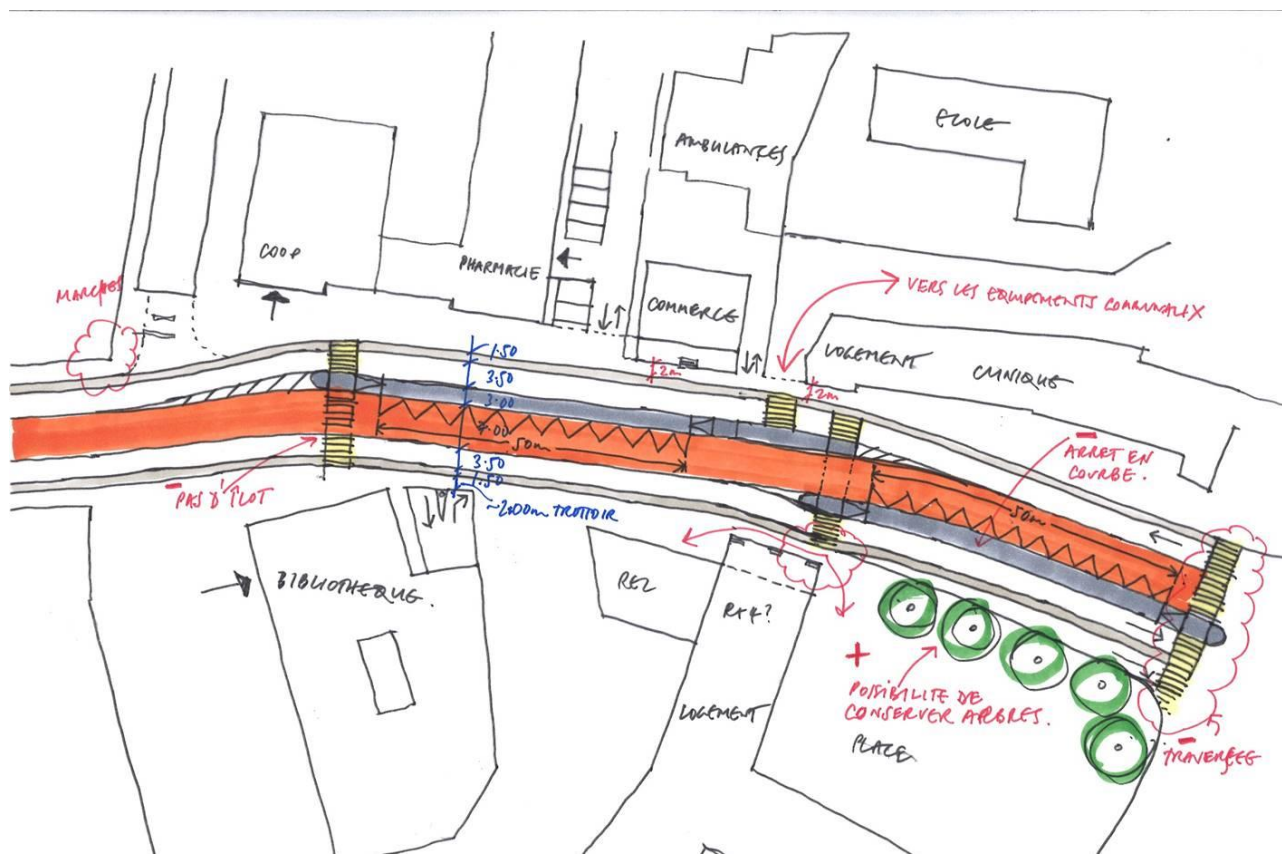 ECOLE
AMBULANCES
COOP
PHARMACIE
MARCHES
COMMERCE
VERS LES EQUIPEMENTS COMMUNAUX
LOGEMENT
CLINIQUE
2m
2m
1.50
3.50
3.00
7.00
50m
3.50
1.50
~2.00m TROTTOIR
- PAS D'ILOT
- ARRET EN
COURBE.
50m
BIBLIOTHEQUE.
REZ
R+4?
LOGEMENT
+
POSSIBILITE DE
CONSERVER ARBRES.
PLACE
- TRAVERSEE